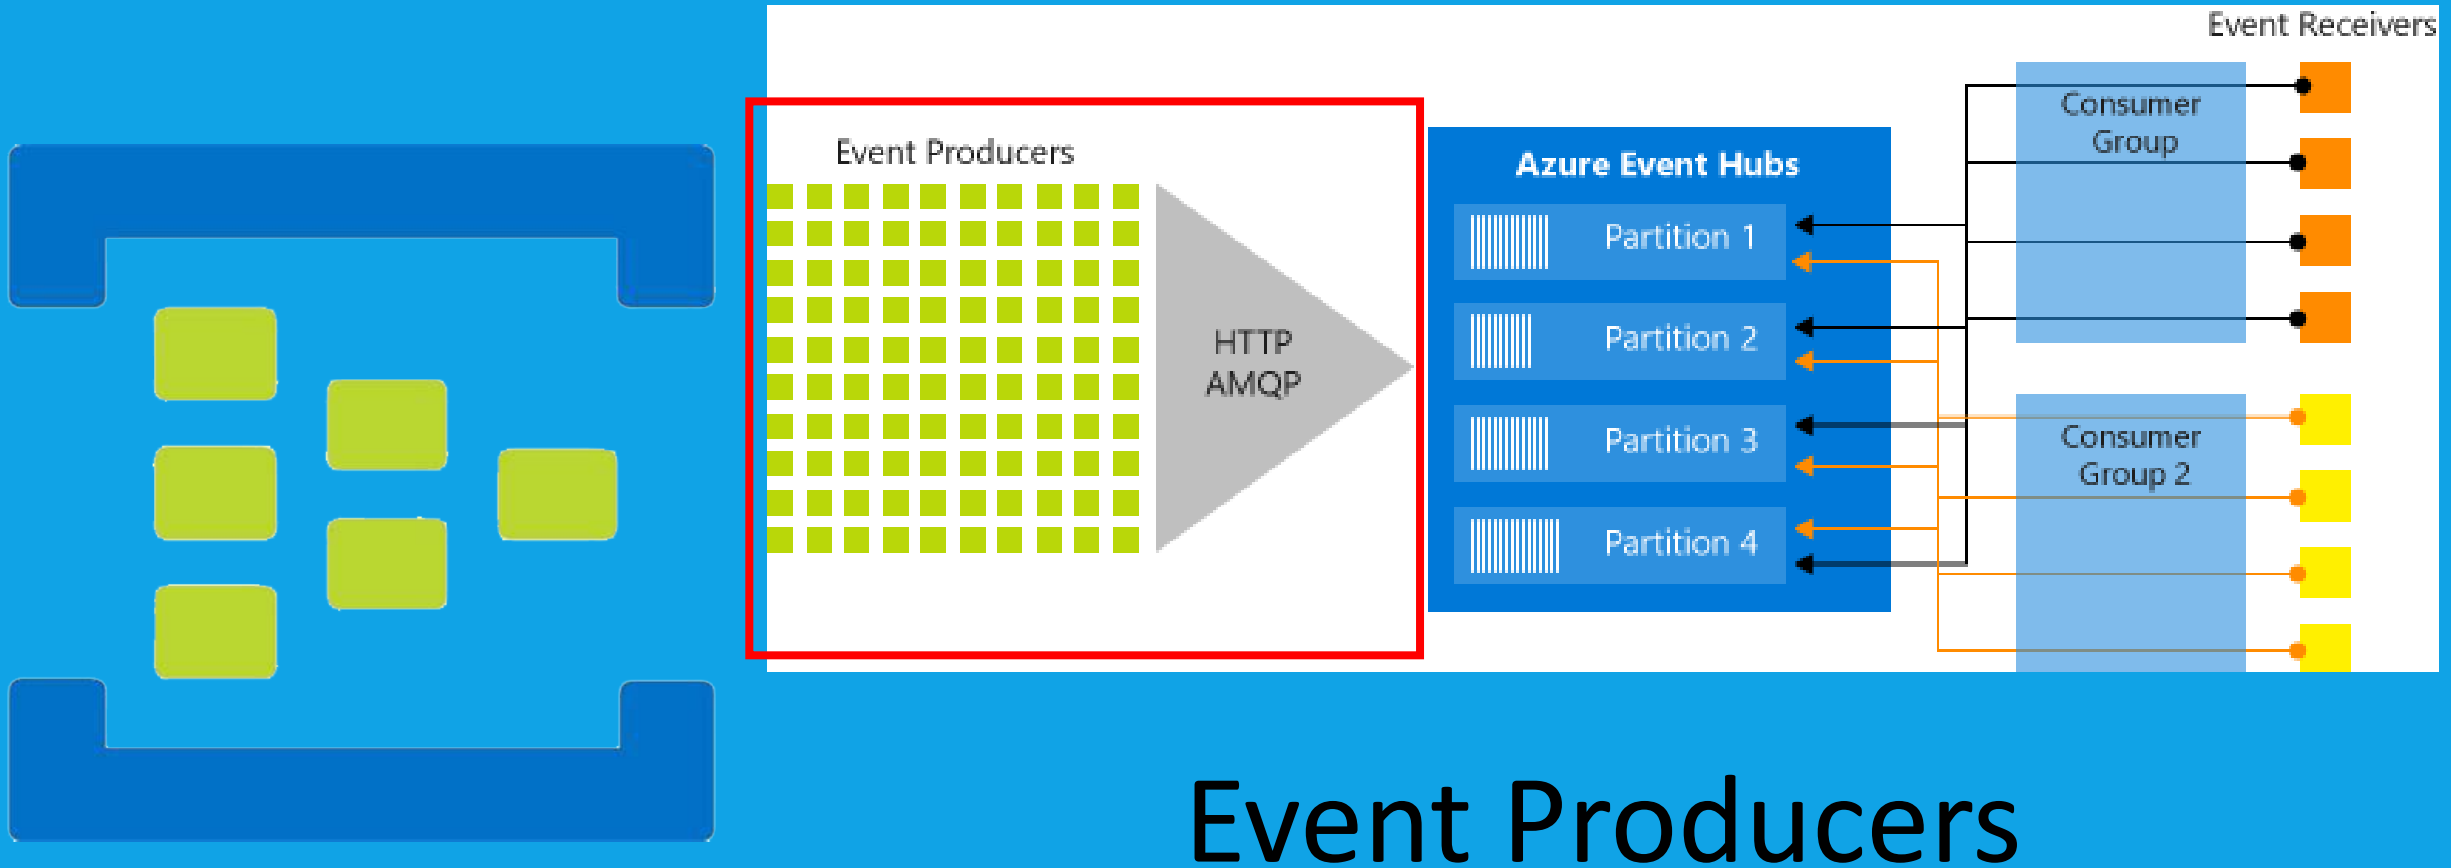 Event Receivers
Event Producers
HTTP
AMQP
Azure Event Hubs
Partition 1
Partition 2
Partition 3
Partition 4
Consumer
Group
Consumer
Group 2
Event Producers